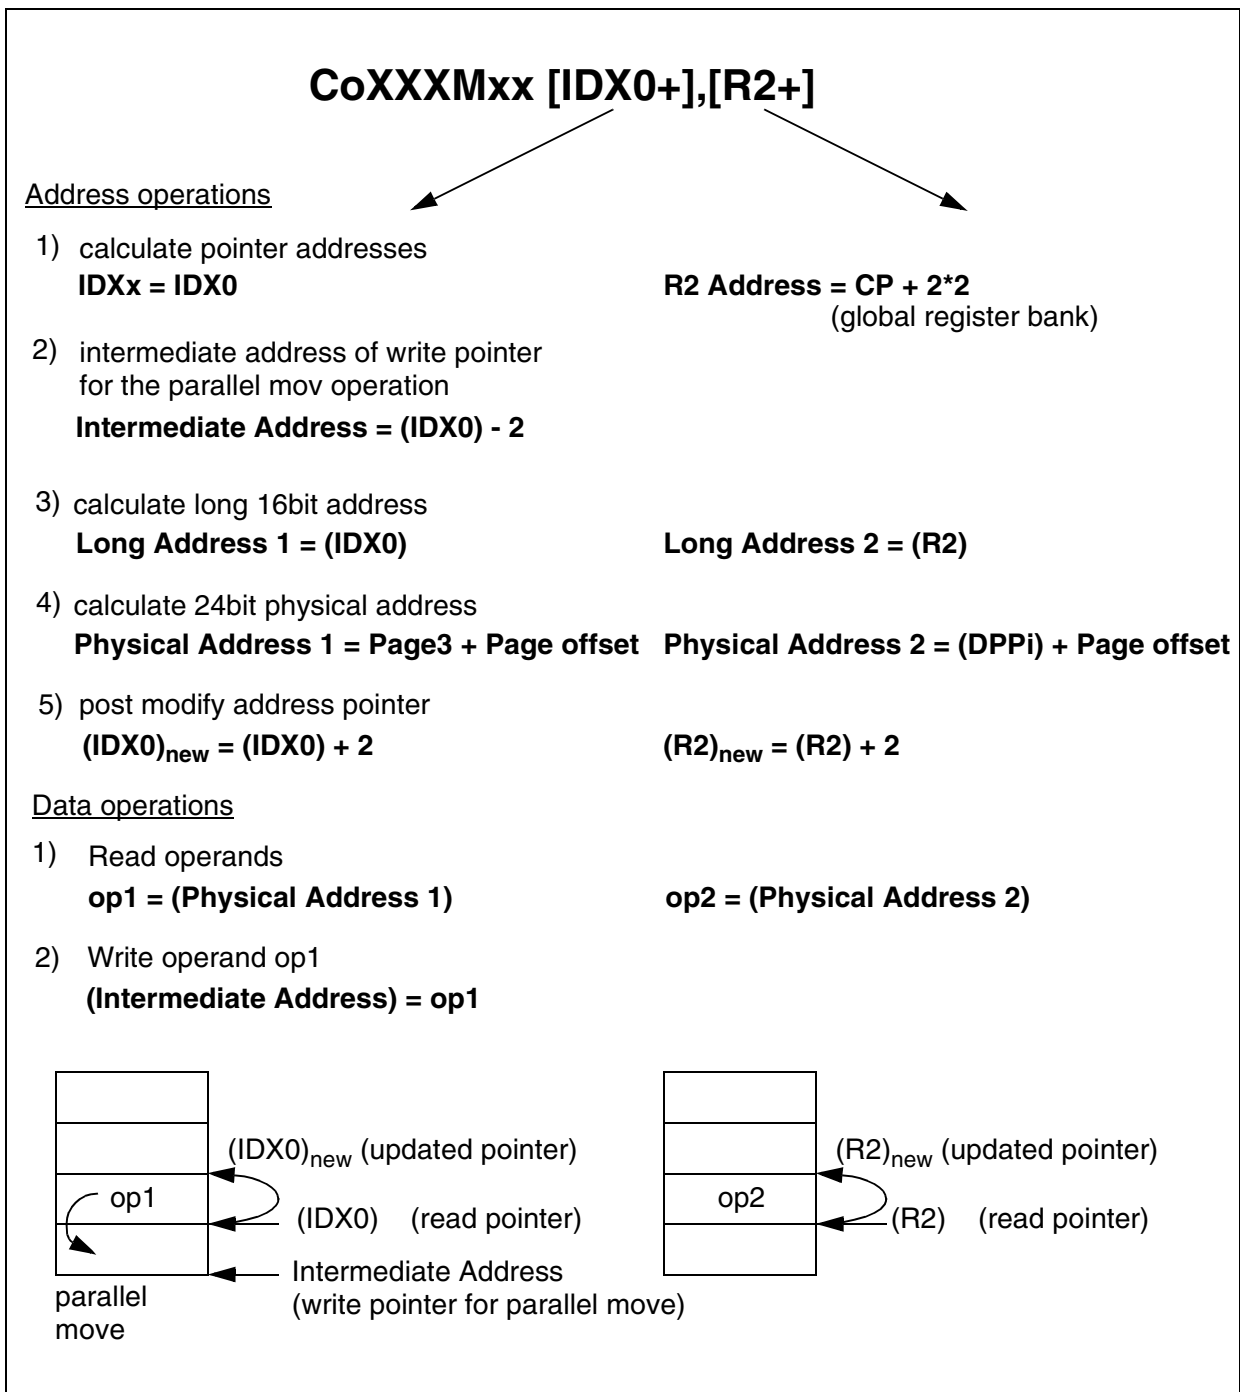 CoXXXMxx [IDX0+],[R2+]
Address operations
1) calculate pointer addresses
IDXx = IDX0 R2 Address = CP + 2*2
(global register bank)
2) intermediate address of write pointer
for the parallel mov operation
Intermediate Address = (IDX0) - 2
3) calculate long 16bit address
Long Address 1 = (IDX0) Long Address 2 = (R2)
4) calculate 24bit physical address
Physical Address 1 = Page3 + Page offset Physical Address 2 = (DPPi) + Page offset
5) post modify address pointer
(IDX0)new = (IDX0) + 2 (R2)new = (R2) + 2
Data operations
1) Read operands
op1 = (Physical Address 1) op2 = (Physical Address 2)
2) Write operand op1
(Intermediate Address) = op1
(IDX0)new (updated pointer) (R2)new (updated pointer)
op1 (IDX0) (read pointer) op2 (R2) (read pointer)
Intermediate Address
(write pointer for parallel move)
parallel
move